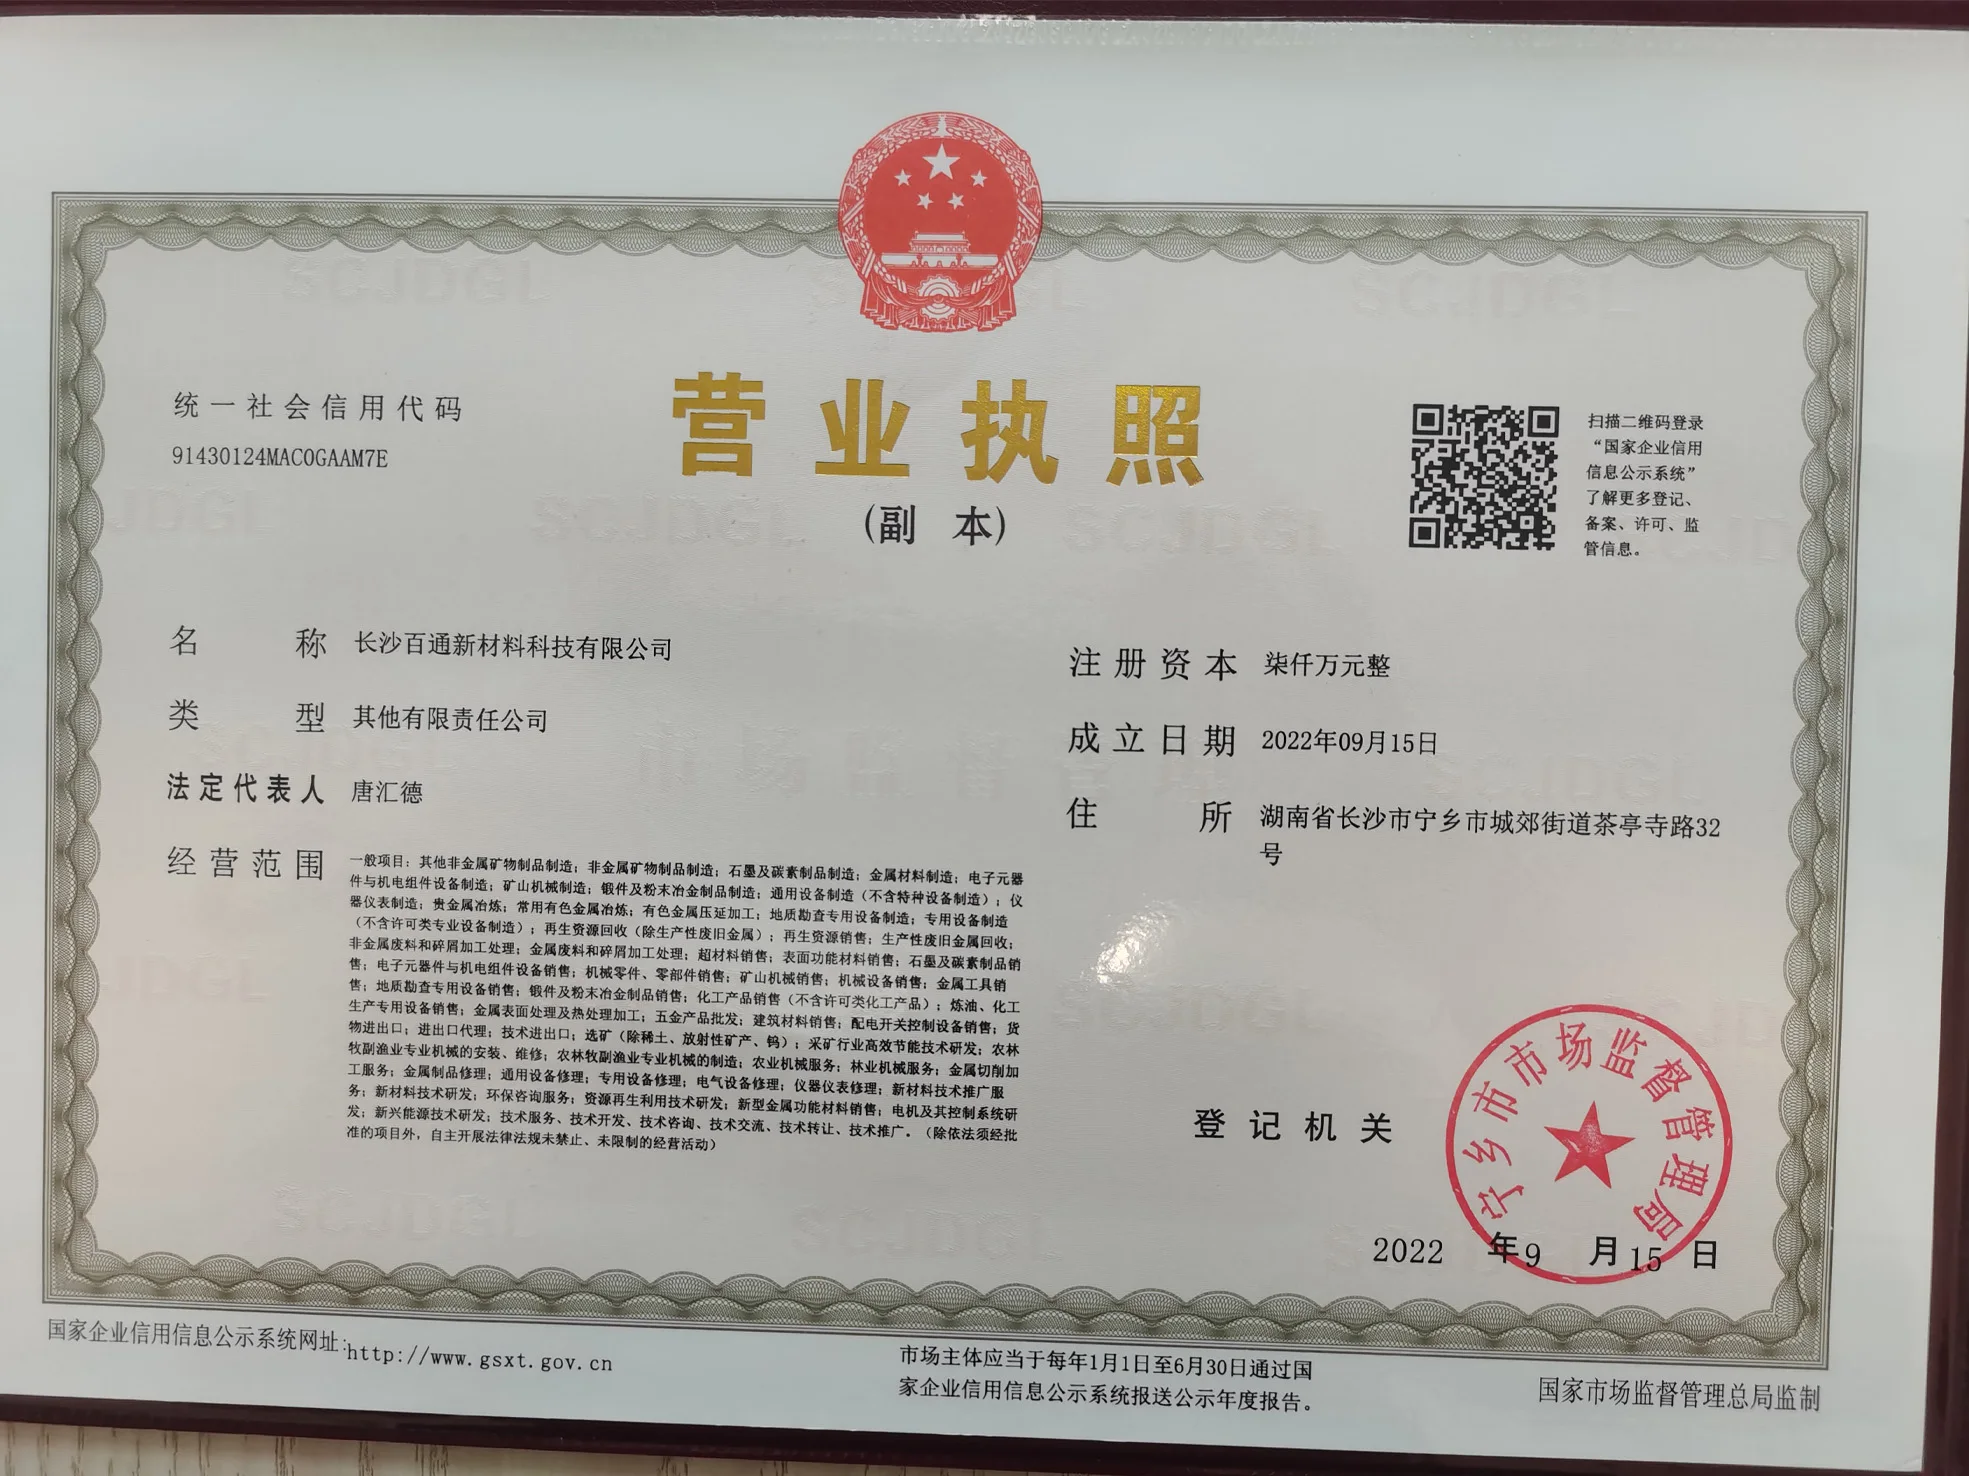 营业执照
(副 本)
统一社会信用代码
91430124MAC0GAAM7E
扫描二维码登录
“国家企业信用
信息公示系统”
了解更多登记、
备案、许可、监
管信息。
名 称 长沙百通新材料科技有限公司
类 型 其他有限责任公司
法定代表人 唐汇德
经营范围 一般项目：其他非金属矿物制品制造；非金属矿物制品制造；石墨及碳素制品制造；金属材料制造；电子元器
件与机电组件设备制造；矿山机械制造；锻件及粉末冶金制品制造；通用设备制造（不含特种设备制造）；仪
器仪表制造；贵金属冶炼；常用有色金属冶炼；有色金属压延加工；地质勘查专用设备制造；专用设备制造
（不含许可类专业设备制造）；再生资源回收（除生产性废旧金属）；再生资源销售；生产性废旧金属回收；
非金属废料和碎屑加工处理；金属废料和碎屑加工处理；超材料销售；表面功能材料销售；石墨及碳素制品销
售；电子元器件与机电组件设备销售；机械零件、零部件销售；矿山机械销售；机械设备销售；金属工具销
售；地质勘查专用设备销售；锻件及粉末冶金制品销售；化工产品销售（不含许可类化工产品）；炼油、化工
生产专用设备销售；金属表面处理及热处理加工；五金产品批发；建筑材料销售；配电开关控制设备销售；货
物进出口；进出口代理；技术进出口；选矿（除稀土、放射性矿产、钨）；采矿行业高效节能技术研发；农林
牧副渔业专业机械的安装、维修；农林牧副渔业专业机械的制造；农业机械服务；林业机械服务；金属切削加
工服务；金属制品修理；通用设备修理；专用设备修理；电气设备修理；仪器仪表修理；新材料技术推广服
务；新材料技术研发；环保咨询服务；资源再生利用技术研发；新型金属功能材料销售；电机及其控制系统研
发；新兴能源技术研发；技术服务、技术开发、技术咨询、技术交流、技术转让、技术推广。（除依法须经批
准的项目外，自主开展法律法规未禁止、未限制的经营活动）
注册资本 柒仟万元整
成立日期 2022年09月15日
住 所 湖南省长沙市宁乡市城郊街道茶亭寺路32
号
登记机关
宁乡市市场监督管理局
2022 年9 月15 日
国家企业信用信息公示系统网址:http://www.gsxt.gov.cn
市场主体应当于每年1月1日至6月30日通过国
家企业信用信息公示系统报送公示年度报告。
国家市场监督管理总局监制